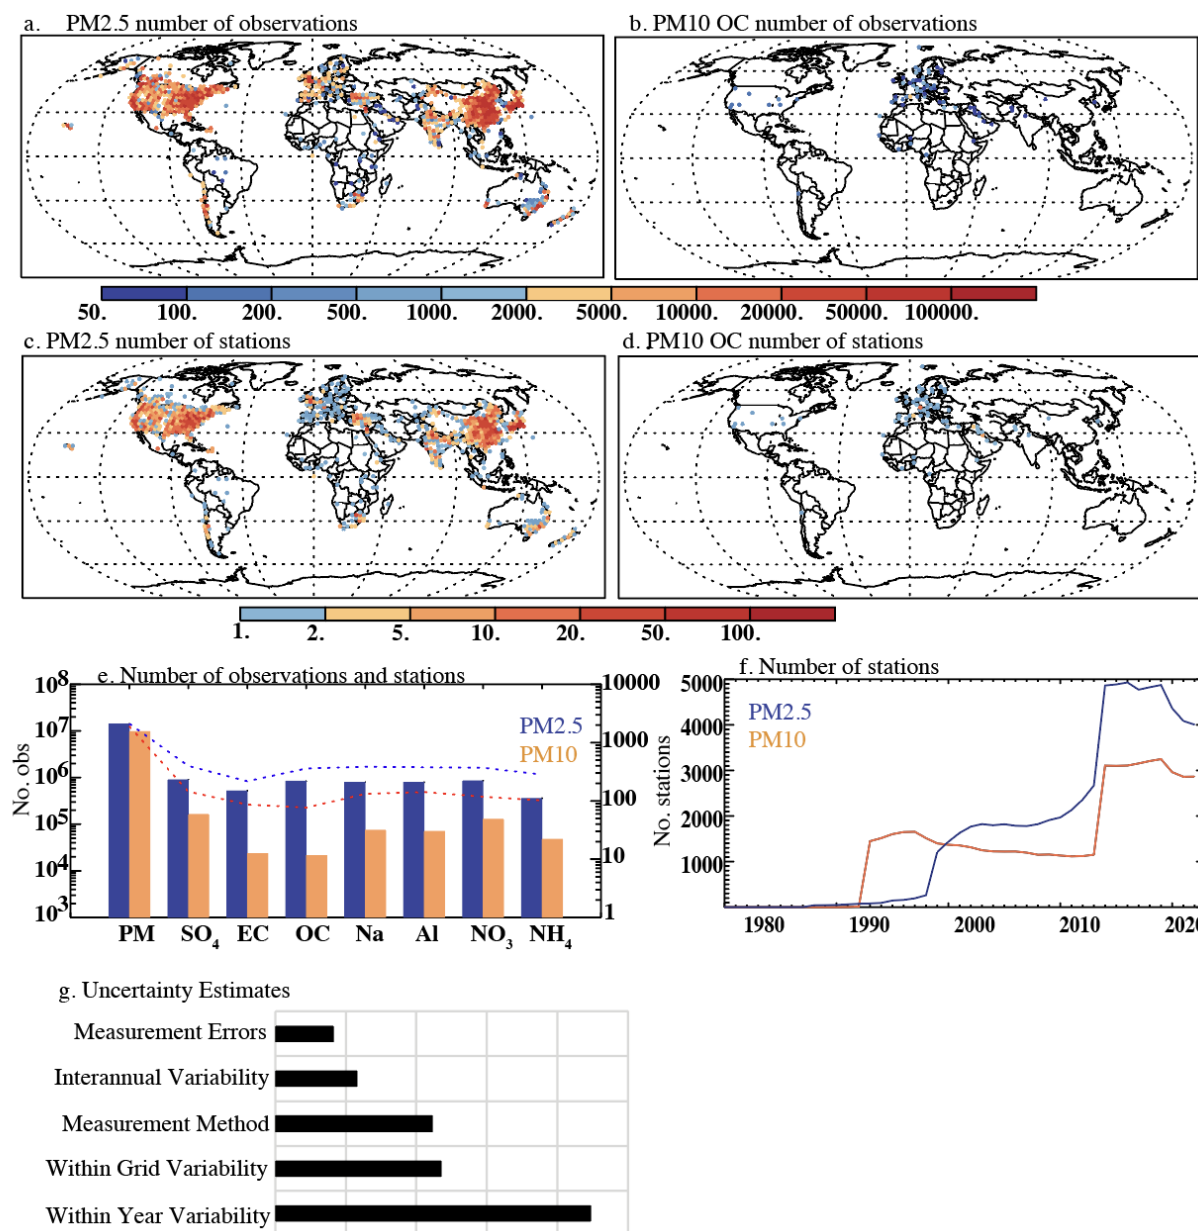 a. PM2.5 number of observations
b. PM10 OC number of observations
50. 100. 200. 500. 1000. 2000. 5000. 10000. 20000. 50000. 100000.
c. PM2.5 number of stations
d. PM10 OC number of stations
1. 2. 5. 10. 20. 50. 100.
e. Number of observations and stations
No. obs
10⁸
10⁷
10⁶
10⁵
10⁴
10³
10000
1000
100
10
1
PM2.5
PM10
PM SO₄ EC OC Na Al NO₃ NH₄
f. Number of stations
No. stations
5000
4000
3000
2000
1000
PM2.5
PM10
1980 1990 2000 2010
g. Uncertainty Estimates
Measurement Errors
Interannual Variability
Measurement Method
Within Grid Variability
Within Year Variability